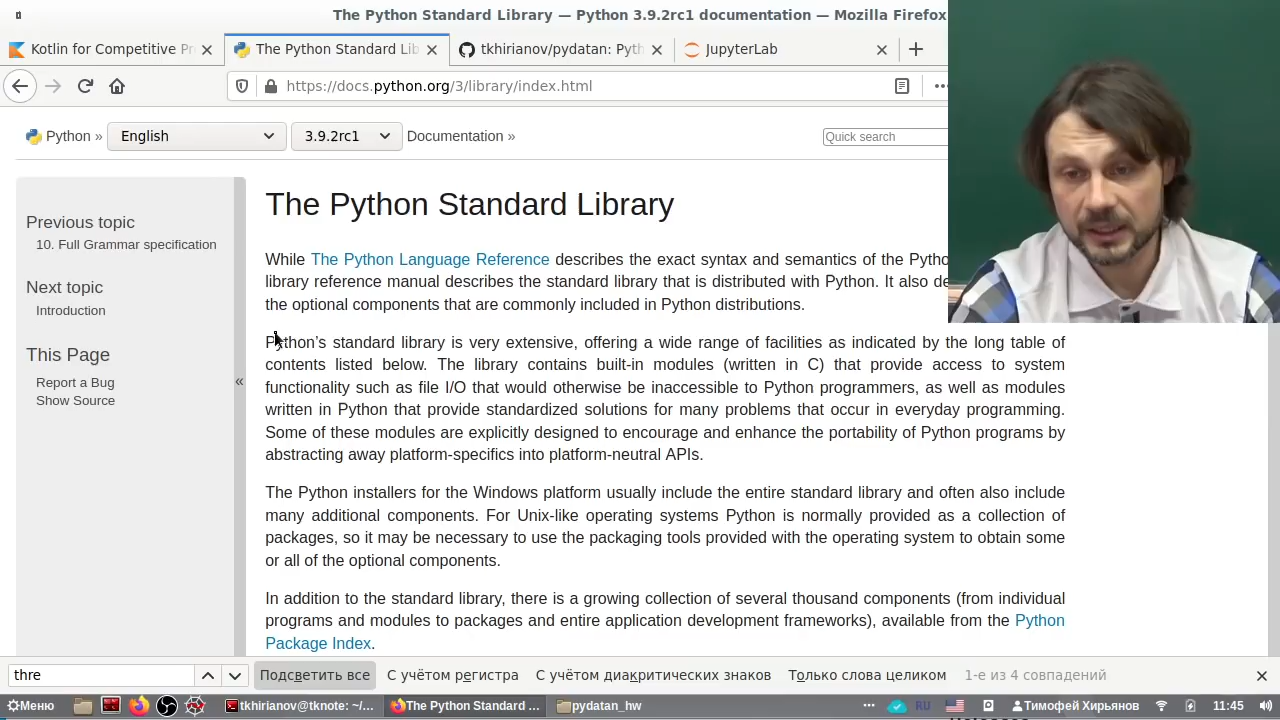 The Python Standard Library — Python 3.9.2rc1 documentation — Mozilla Firefox
Kotlin for Competitive Pr
The Python Standard Lib
tkhirianov/pydatan: Pyth
JupyterLab
https://docs.python.org/3/library/index.html
Python »
English
3.9.2rc1
Documentation »
Quick search
Previous topic
10. Full Grammar specification
Next topic
Introduction
This Page
Report a Bug
Show Source
«
The Python Standard Library
While The Python Language Reference describes the exact syntax and semantics of the Pytho
library reference manual describes the standard library that is distributed with Python. It also de
the optional components that are commonly included in Python distributions.
Python’s standard library is very extensive, offering a wide range of facilities as indicated by the long table of
contents listed below. The library contains built-in modules (written in C) that provide access to system
functionality such as file I/O that would otherwise be inaccessible to Python programmers, as well as modules
written in Python that provide standardized solutions for many problems that occur in everyday programming.
Some of these modules are explicitly designed to encourage and enhance the portability of Python programs by
abstracting away platform-specifics into platform-neutral APIs.
The Python installers for the Windows platform usually include the entire standard library and often also include
many additional components. For Unix-like operating systems Python is normally provided as a collection of
packages, so it may be necessary to use the packaging tools provided with the operating system to obtain some
or all of the optional components.
In addition to the standard library, there is a growing collection of several thousand components (from individual
programs and modules to packages and entire application development frameworks), available from the Python
Package Index.
thre
Подсветить все
С учётом регистра
С учётом диакритических знаков
Только слова целиком
1-е из 4 совпадений
Меню
tkhirianov@tknote: ~/...
The Python Standard ...
pydatan_hw
RU
Тимофей Хирьянов
11:45